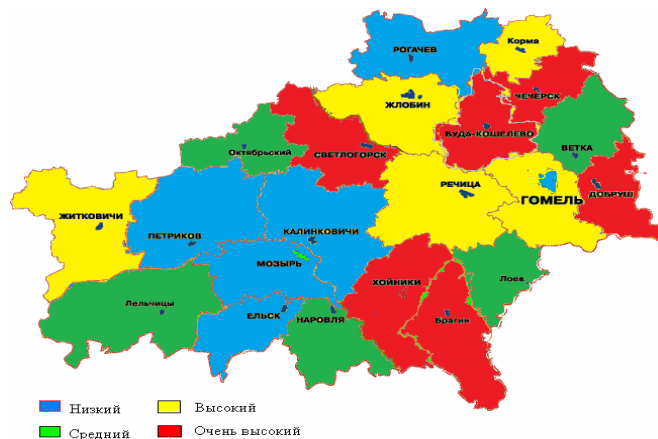 РОГАЧЕВ
Корма
ЖЛОБИН
ЧЕЧЕРСК
БУДА-КОШЕЛЕВО
Октябрьский
СВЕТЛОГОРСК
ВЕТКА
РЕЧИЦА
ГОМЕЛЬ
ДОБРУШ
ЖИТКОВИЧИ
ПЕТРИКОВ
КАЛИНКОВИЧИ
МОЗЫРЬ
ХОЙНИКИ
Лоев
Лельчицы
ЕЛЬСК
НАРОВЛЯ
Брагин
Низкий
Высокий
Средний
Очень высокий